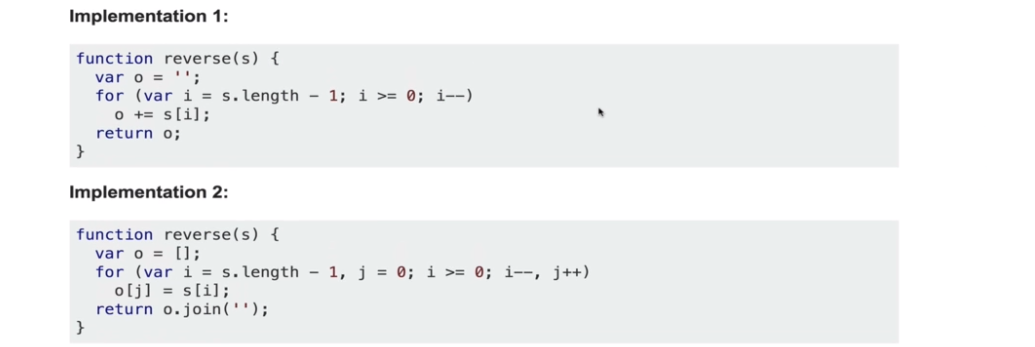 Implementation 1:
function reverse(s) {
  var o = '';
  for (var i = s.length - 1; i >= 0; i--)
    o += s[i];
  return o;
}
Implementation 2:
function reverse(s) {
  var o = [];
  for (var i = s.length - 1, j = 0; i >= 0; i--, j++)
    o[j] = s[i];
  return o.join('');
}